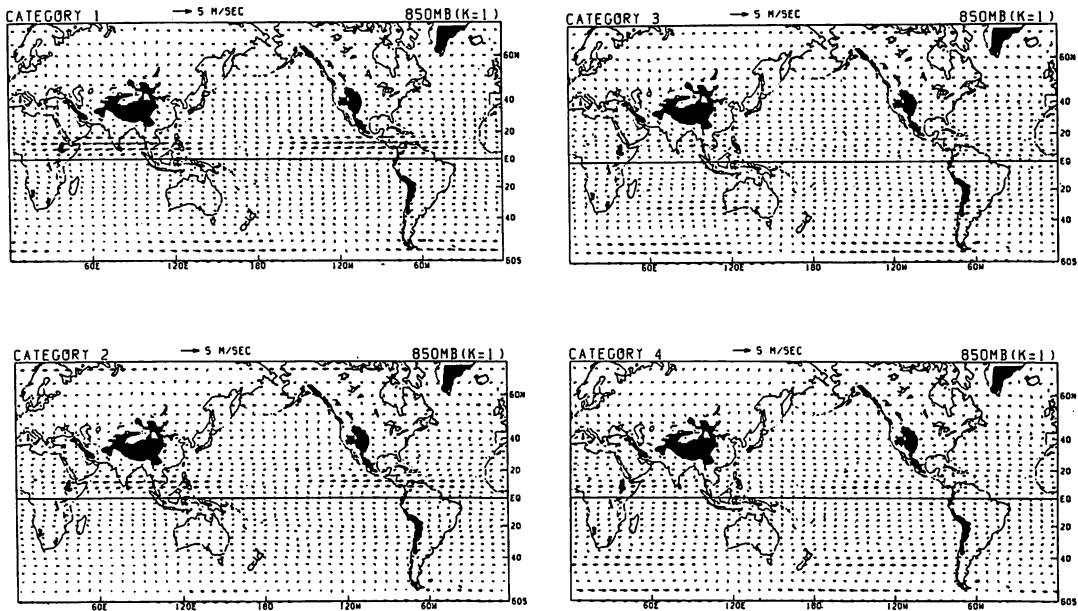 CATEGORY 1 → 5 M/SEC 850MB(K=1)
60N
40
20
EQ
20
40
60S
60E 120E 180 120W 60W
CATEGORY 3 → 5 M/SEC 850MB(K=1)
60N
40
20
EQ
20
40
60S
60E 120E 180 120W 60W
CATEGORY 2 → 5 M/SEC 850MB(K=1)
60N
40
20
EQ
20
40
60S
60E 120E 180 120W 60W
CATEGORY 4 → 5 M/SEC 850MB(K=1)
60N
40
20
EQ
20
40
60S
60E 120E 180 120W 60W